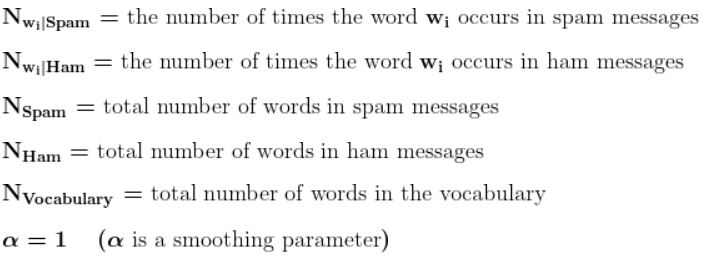 N_{w_i|Spam} = the number of times the word w_i occurs in spam messages
N_{w_i|Ham} = the number of times the word w_i occurs in ham messages
N_{Spam} = total number of words in spam messages
N_{Ham} = total number of words in ham messages
N_{Vocabulary} = total number of words in the vocabulary
α = 1 (α is a smoothing parameter)